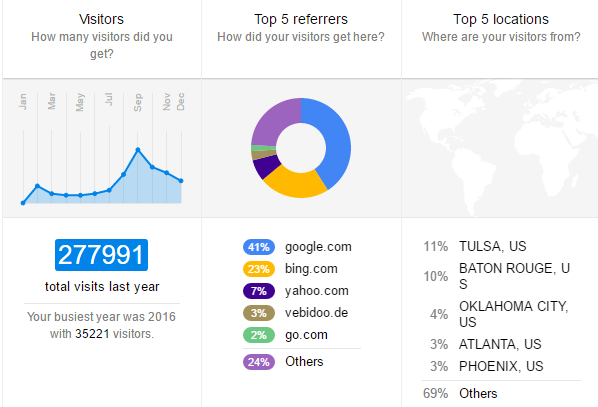 Visitors
How many visitors did you
get?
Jan
Mar
May
Jul
Sep
Nov
Dec
277991
total visits last year
Your busiest year was 2016
with 35221 visitors.
Top 5 referrers
How did your visitors get here?
41% google.com
23% bing.com
7% yahoo.com
3% vebidoo.de
2% go.com
24% Others
Top 5 locations
Where are your visitors from?
11% TULSA, US
10% BATON ROUGE, U
S
4% OKLAHOMA CITY,
US
3% ATLANTA, US
3% PHOENIX, US
69% Others